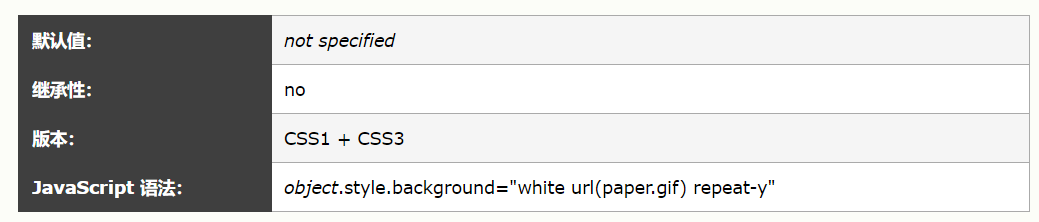 默认值: not specified
继承性: no
版本: CSS1 + CSS3
JavaScript 语法: object.style.background="white url(paper.gif) repeat-y"